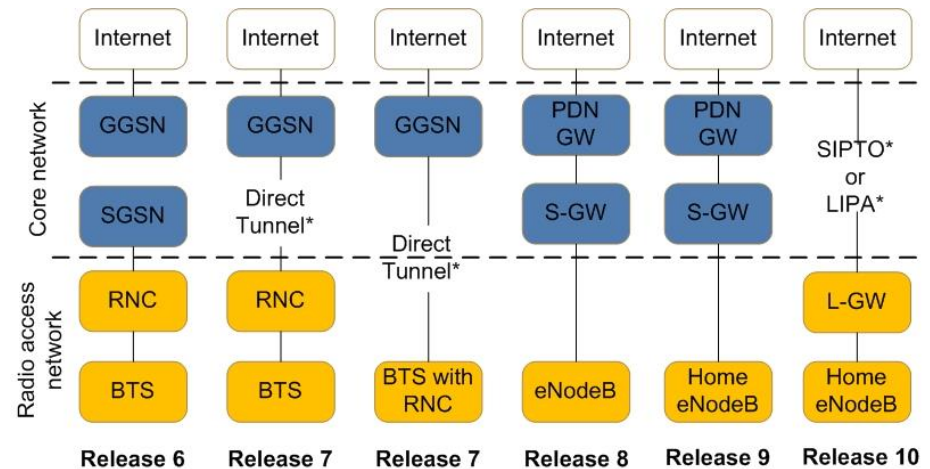 Internet
Internet
Internet
Internet
Internet
Internet
Core network
GGSN
GGSN
GGSN
PDN
GW
PDN
GW
SGSN
Direct
Tunnel*
Direct
Tunnel*
S-GW
S-GW
SIPTO*
or
LIPA*
Radio access
network
RNC
RNC
L-GW
BTS
BTS
BTS with
RNC
eNodeB
Home
eNodeB
Home
eNodeB
Release 6
Release 7
Release 7
Release 8
Release 9
Release 10